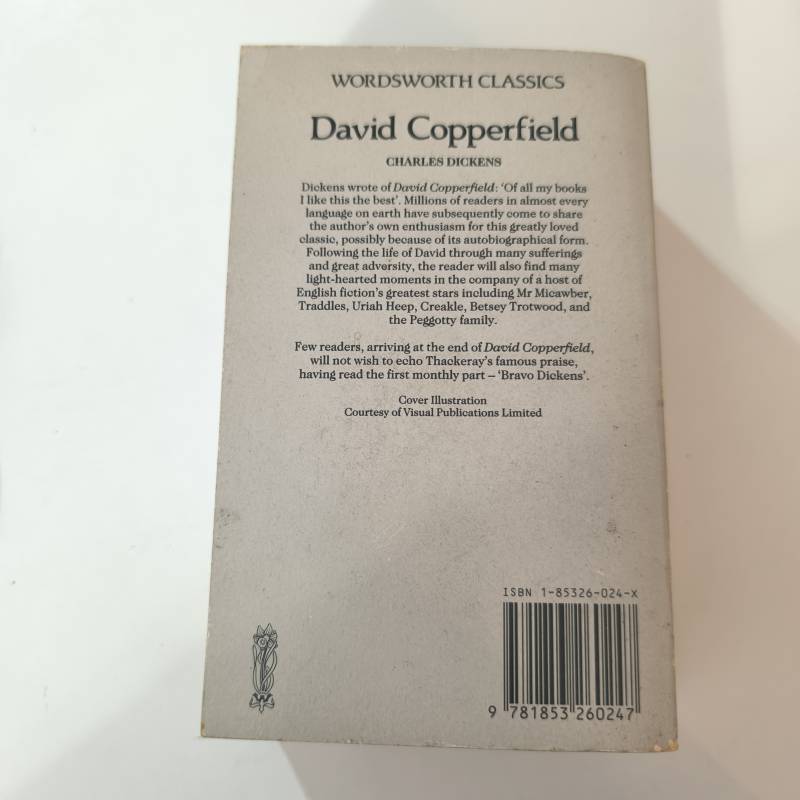 WORDSWORTH CLASSICS
David Copperfield
CHARLES DICKENS
Dickens wrote of David Copperfield: ‘Of all my books
I like this the best’. Millions of readers in almost every
language on earth have subsequently come to share
the author’s own enthusiasm for this greatly loved
classic, possibly because of its autobiographical form.
Following the life of David through many sufferings
and great adversity, the reader will also find many
light-hearted moments in the company of a host of
English fiction’s greatest stars including Mr Micawber,
Traddles, Uriah Heep, Creakle, Betsey Trotwood, and
the Peggotty family.
Few readers, arriving at the end of David Copperfield,
will not wish to echo Thackeray’s famous praise,
having read the first monthly part – ‘Bravo Dickens’.
Cover Illustration
Courtesy of Visual Publications Limited
ISBN 1-85326-024-X
9 781853 260247
W